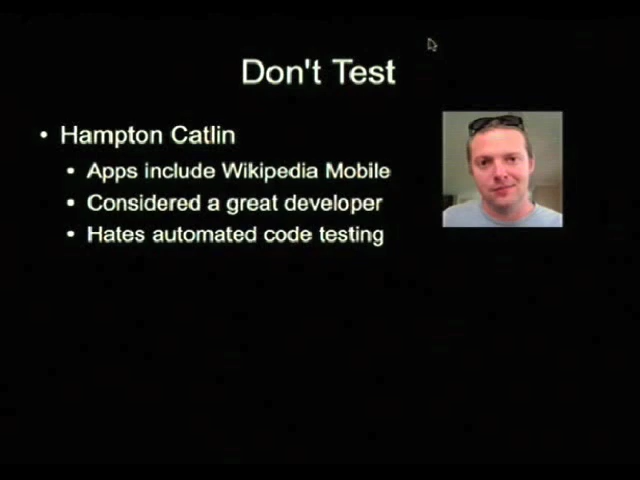 Don't Test
• Hampton Catlin
• Apps include Wikipedia Mobile
• Considered a great developer
• Hates automated code testing